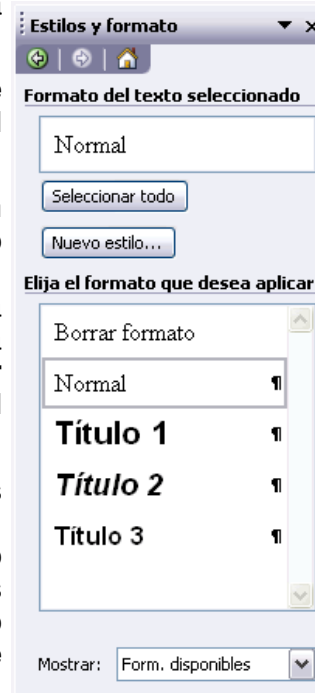 Estilos y formato
Formato del texto seleccionado
Normal
Seleccionar todo
Nuevo estilo...
Elija el formato que desea aplicar
Borrar formato
Normal ¶
Título 1 ¶
Título 2 ¶
Título 3 ¶
Mostrar: Form. disponibles